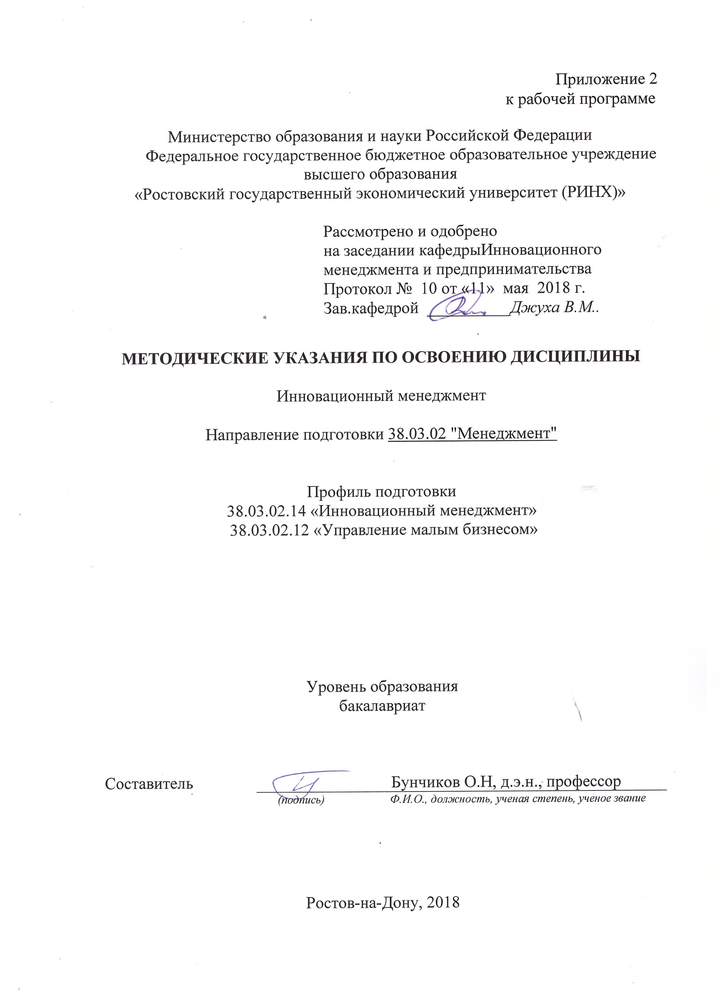 Приложение 2
к рабочей программе
Министерство образования и науки Российской Федерации
Федеральное государственное бюджетное образовательное учреждение
высшего образования
«Ростовский государственный экономический университет (РИНХ)»
Рассмотрено и одобрено
на заседании кафедрыИнновационного
менеджмента и предпринимательства
Протокол № 10 от «11» мая 2018 г.
Зав.кафедрой __________Джуха В.М..
МЕТОДИЧЕСКИЕ УКАЗАНИЯ ПО ОСВОЕНИЮ ДИСЦИПЛИНЫ
Инновационный менеджмент
Направление подготовки 38.03.02 "Менеджмент"
Профиль подготовки
38.03.02.14 «Инновационный менеджмент»
38.03.02.12 «Управление малым бизнесом»
Уровень образования
бакалавриат
Составитель Бунчиков О.Н, д.э.н., профессор
(подпись) Ф.И.О., должность, ученая степень, ученое звание
Ростов-на-Дону, 2018